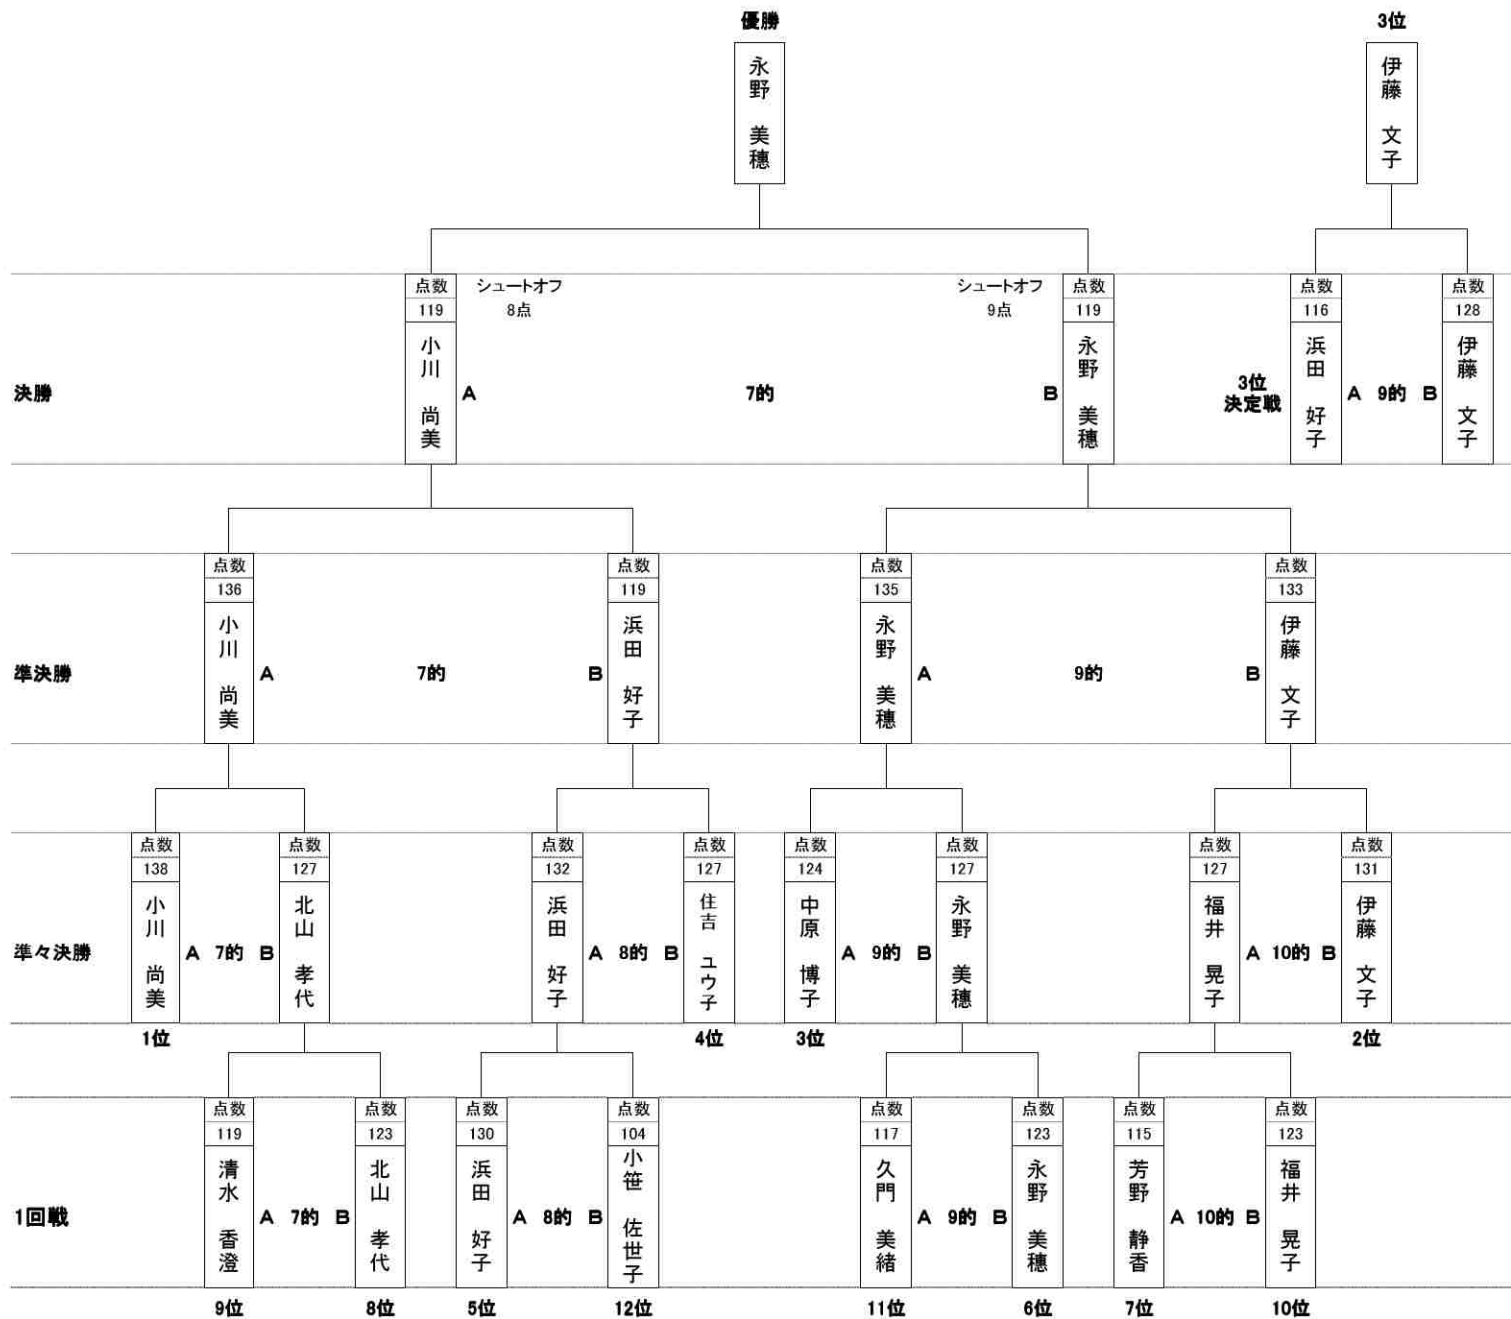 優勝
3位
永野 美穗
伊藤 文子
点数 シュートオフ シュートオフ 点数 点数 点数
119 8点 9点 119 116 128
決勝 小川 尚美 A 7的 B 永野 美穗 3位決定戦 浜田 好子 A 9的 B 伊藤 文子
点数 点数 点数 点数
136 119 135 133
準決勝 小川 尚美 A 7的 B 浜田 好子 永野 美穗 A 9的 B 伊藤 文子
点数 点数 点数 点数 点数 点数 点数 点数
138 127 132 127 124 127 127 131
準々決勝 小川 尚美 A 7的 B 北山 孝代 浜田 好子 A 8的 B 住吉 ユウ子 中原 博子 A 9的 B 永野 美穗 福井 晃子 A 10的 B 伊藤 文子
1位 4位 3位 2位
点数 点数 点数 点数 点数 点数 点数 点数
119 123 130 104 117 123 115 123
1回戦 清水 香澄 A 7的 B 北山 孝代 浜田 好子 A 8的 B 小笹 佐世子 久門 美緒 A 9的 B 永野 美穗 芳野 静香 A 10的 B 福井 晃子
9位 8位 5位 12位 11位 6位 7位 10位